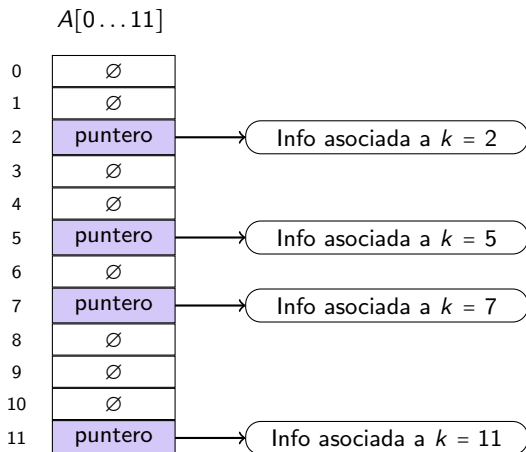 A[0...11]
0 ∅
1 ∅
2 puntero Info asociada a k = 2
3 ∅
4 ∅
5 puntero Info asociada a k = 5
6 ∅
7 puntero Info asociada a k = 7
8 ∅
9 ∅
10 ∅
11 puntero Info asociada a k = 11